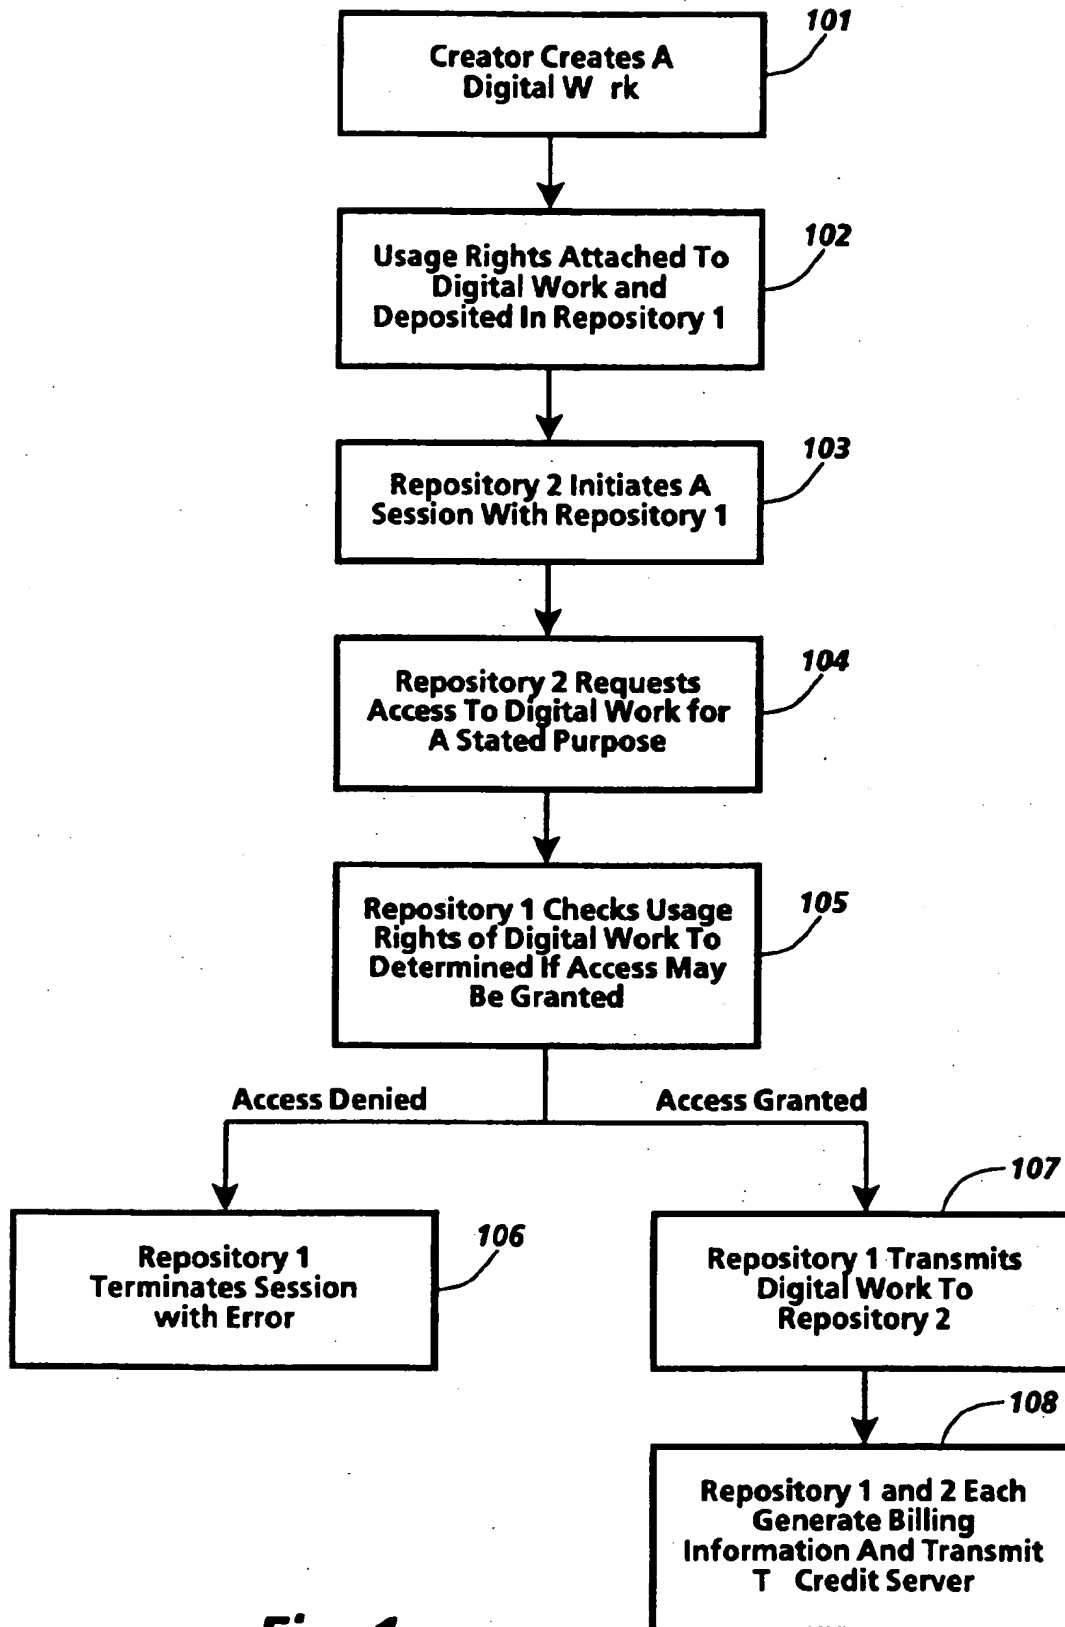 101
Creator Creates A
Digital W rk
102
Usage Rights Attached To
Digital Work and
Deposited In Repository 1
103
Repository 2 Initiates A
Session With Repository 1
104
Repository 2 Requests
Access To Digital Work for
A Stated Purpose
105
Repository 1 Checks Usage
Rights of Digital Work To
Determined If Access May
Be Granted
Access Denied
Access Granted
106
Repository 1
Terminates Session
with Error
107
Repository 1 Transmits
Digital Work To
Repository 2
108
Repository 1 and 2 Each
Generate Billing
Information And Transmit
T Credit Server